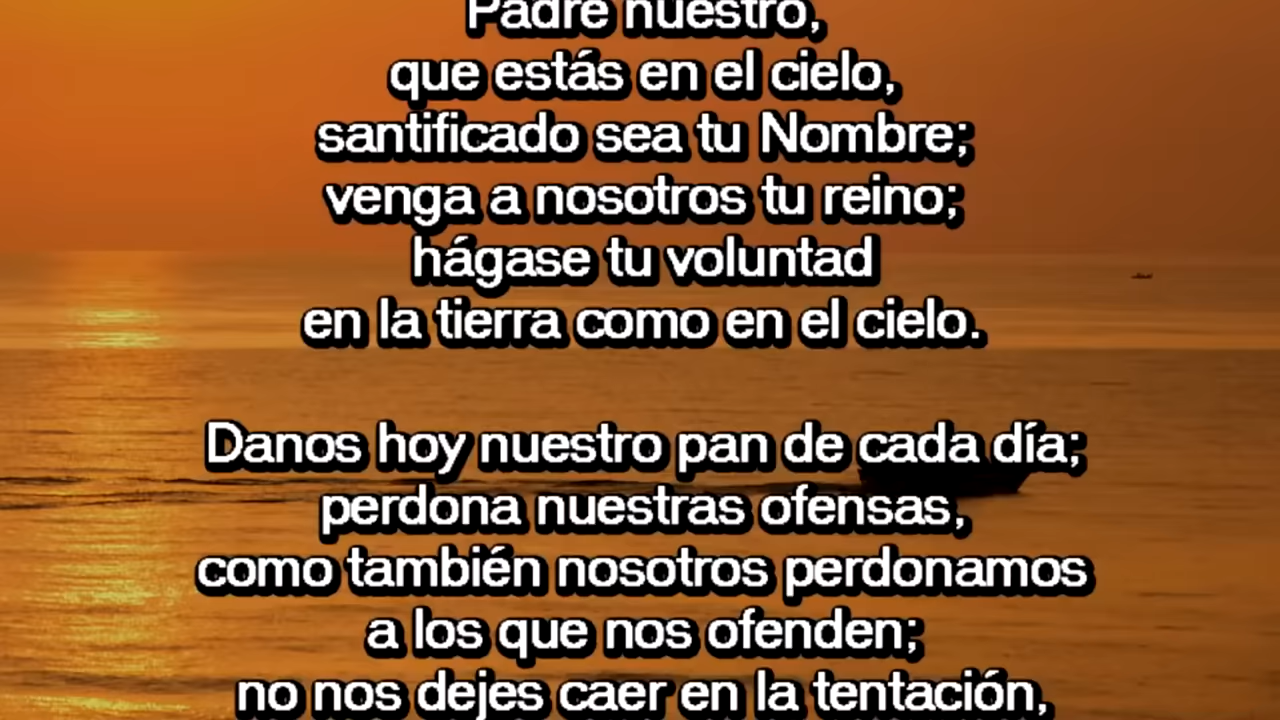 Padre nuestro,
que estás en el cielo,
santificado sea tu Nombre;
venga a nosotros tu reino;
hágase tu voluntad
en la tierra como en el cielo.
Danos hoy nuestro pan de cada día;
perdona nuestras ofensas,
como también nosotros perdonamos
a los que nos ofenden;
no nos dejes caer en la tentación,